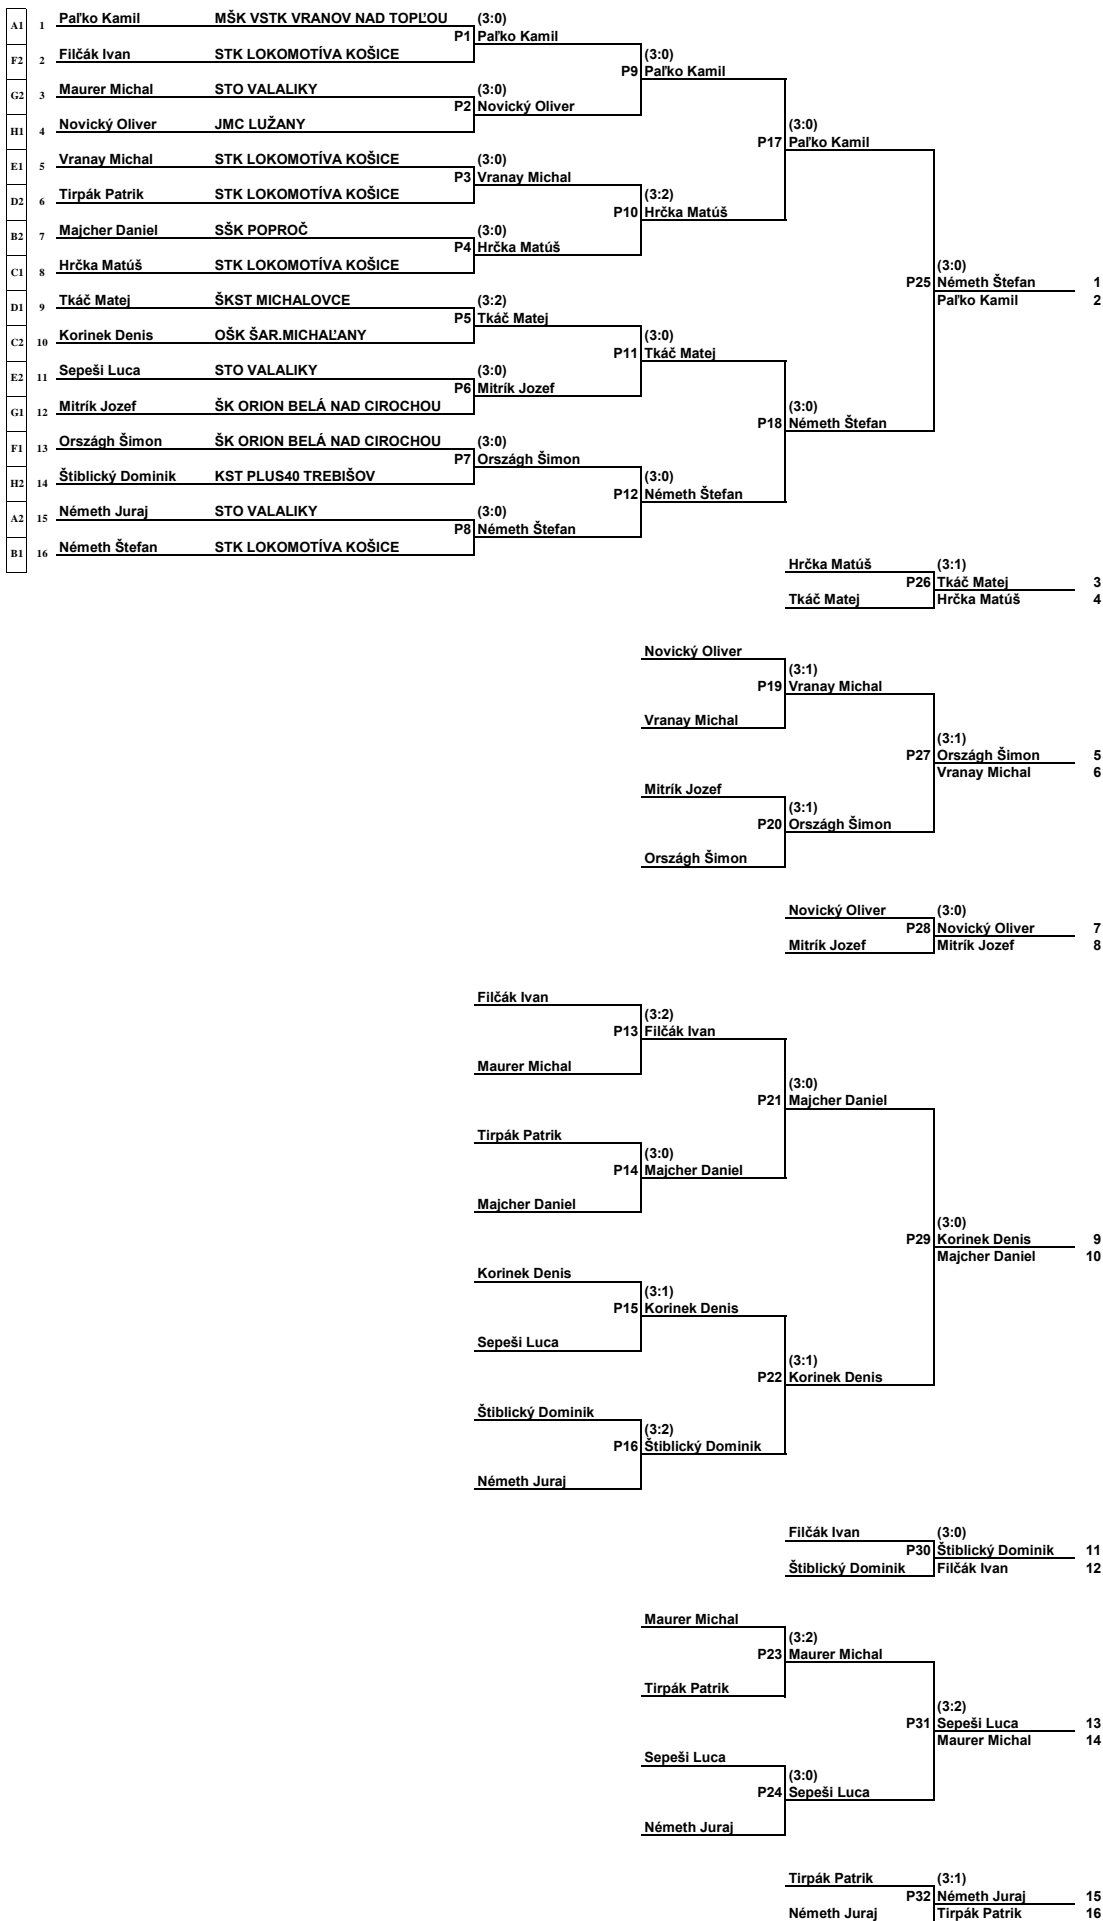 A1 1 Paľko Kamil MŠK VSTK VRANOV NAD TOPĽOU (3:0)
P1 Paľko Kamil
F2 2 Filčák Ivan STK LOKOMOTÍVA KOŠICE (3:0)
P9 Paľko Kamil
G2 3 Maurer Michal STO VALALIKY (3:0)
P2 Novický Oliver
H1 4 Novický Oliver JMC LUŽANY (3:0)
P17 Paľko Kamil
E1 5 Vranay Michal STK LOKOMOTÍVA KOŠICE (3:0)
P3 Vranay Michal
D2 6 Tirpák Patrik STK LOKOMOTÍVA KOŠICE (3:2)
P10 Hrčka Matúš
B2 7 Majcher Daniel SŠK POPROČ (3:0)
P4 Hrčka Matúš
C1 8 Hrčka Matúš STK LOKOMOTÍVA KOŠICE (3:0)
P25 Németh Štefan 1
D1 9 Tkáč Matej ŠKST MICHALOVCE (3:2) Paľko Kamil 2
P5 Tkáč Matej
C2 10 Korinek Denis OŠK ŠAR.MICHAĽANY (3:0)
P11 Tkáč Matej
E2 11 Sepeši Luca STO VALALIKY (3:0)
P6 Mitrík Jozef
G1 12 Mitrík Jozef ŠK ORION BELÁ NAD CIROCHOU (3:0)
P18 Németh Štefan
F1 13 Országh Šimon ŠK ORION BELÁ NAD CIROCHOU (3:0)
P7 Országh Šimon
H2 14 Štiblický Dominik KST PLUS40 TREBIŠOV (3:0)
P12 Németh Štefan
A2 15 Németh Juraj STO VALALIKY (3:0)
P8 Németh Štefan
B1 16 Németh Štefan STK LOKOMOTÍVA KOŠICE
Hrčka Matúš (3:1)
P26 Tkáč Matej 3
Tkáč Matej Hrčka Matúš 4
Novický Oliver
(3:1)
P19 Vranay Michal
Vranay Michal
(3:1)
P27 Országh Šimon 5
Vranay Michal 6
Mitrík Jozef
(3:1)
P20 Országh Šimon
Országh Šimon
Novický Oliver (3:0)
P28 Novický Oliver 7
Mitrík Jozef Mitrík Jozef 8
Filčák Ivan
(3:2)
P13 Filčák Ivan
Maurer Michal
(3:0)
P21 Majcher Daniel
Tirpák Patrik
(3:0)
P14 Majcher Daniel
Majcher Daniel
(3:0)
P29 Korinek Denis 9
Majcher Daniel 10
Korinek Denis
(3:1)
P15 Korinek Denis
Sepeši Luca
(3:1)
P22 Korinek Denis
Štiblický Dominik
(3:2)
P16 Štiblický Dominik
Németh Juraj
Filčák Ivan (3:0)
P30 Štiblický Dominik 11
Štiblický Dominik Filčák Ivan 12
Maurer Michal
(3:2)
P23 Maurer Michal
Tirpák Patrik
(3:2)
P31 Sepeši Luca 13
Maurer Michal 14
Sepeši Luca
(3:0)
P24 Sepeši Luca
Németh Juraj
Tirpák Patrik (3:1)
P32 Németh Juraj 15
Németh Juraj Tirpák Patrik 16